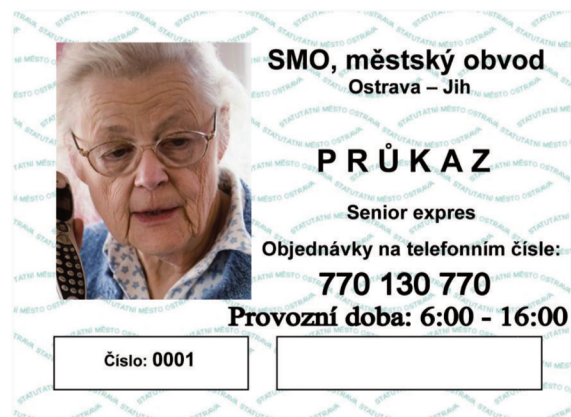 SMO, městský obvod
Ostrava – Jih
PRŮKAZ
Senior expres
Objednávky na telefonním čísle:
770 130 770
Provozní doba: 6:00 - 16:00
Číslo: 0001